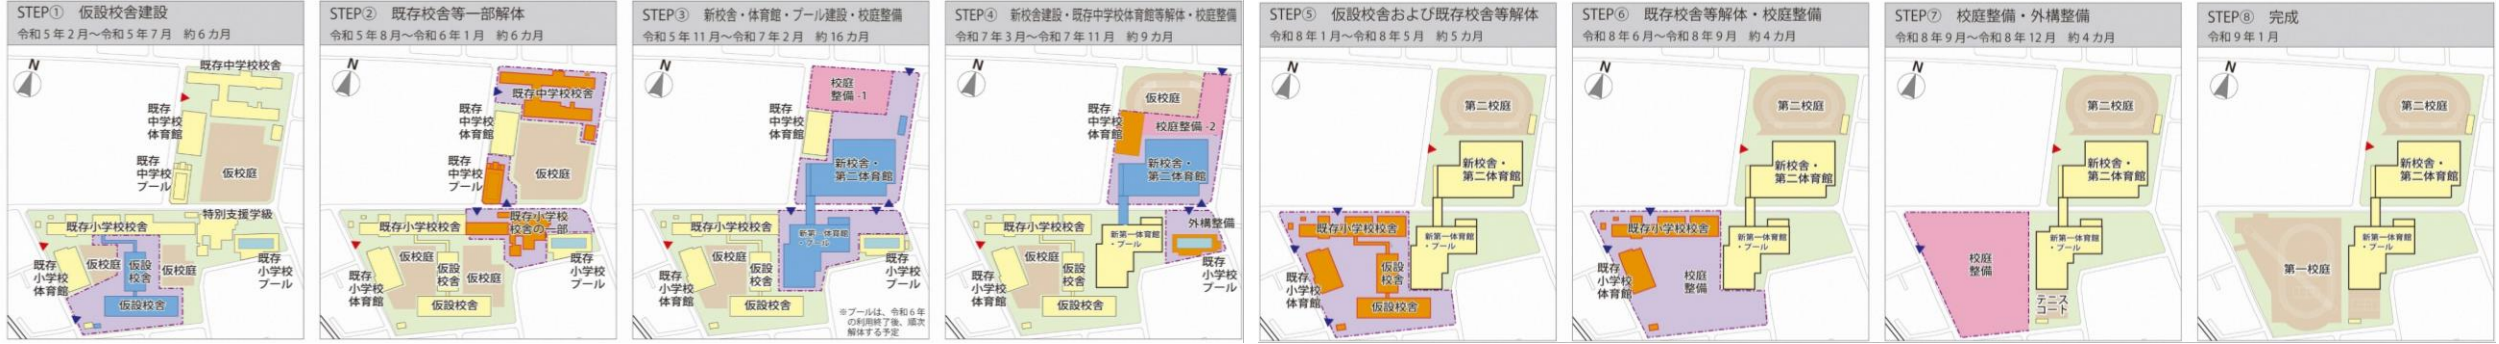 STEP① 仮設校舎建設
令和5年2月～令和5年7月 約6カ月
N
既存中学校校舎
既存
中学校
体育館
既存
中学校
プール
仮校庭
特別支援学級
既存小学校校舎
仮校庭
仮設
校舎
仮校庭
既存
小学校
体育館
既存
小学校
プール
仮設校舎
STEP② 既存校舎等一部解体
令和5年8月～令和6年1月 約6カ月
N
既存中学校校舎
既存
中学校
体育館
既存
中学校
プール
仮校庭
既存小学校校舎
既存小学校
校舎の一部
仮校庭
仮設
校舎
仮校庭
既存
小学校
体育館
既存
小学校
プール
仮設校舎
STEP③ 新校舎・体育館・プール建設・校庭整備
令和5年11月～令和7年2月 約16カ月
N
校庭
整備-1
既存
中学校
体育館
新校舎・
第二体育館
既存小学校校舎
新第一体育館
・プール
仮校庭
仮設
校舎
既存
小学校
体育館
既存
小学校
プール
仮設校舎
※プールは、令和6年
の利用終了後、順次
解体する予定
STEP④ 新校舎建設・既存中学校体育館等解体・校庭整備
令和7年3月～令和7年11月 約9カ月
N
仮校庭
既存
中学校
体育館
校庭整備-2
新校舎・
第二体育館
既存小学校校舎
外構整備
新第一体育館
・プール
仮校庭
仮設
校舎
既存
小学校
体育館
既存
小学校
プール
仮設校舎
STEP⑤ 仮設校舎および既存校舎等解体
令和8年1月～令和8年5月 約5カ月
N
第二校庭
新校舎・
第二体育館
既存小学校校舎
新第一体育館
・プール
仮設
校舎
既存
小学校
体育館
仮設校舎
STEP⑥ 既存校舎等解体・校庭整備
令和8年6月～令和8年9月 約4カ月
N
第二校庭
新校舎・
第二体育館
既存小学校校舎
新第一体育館
・プール
既存
小学校
体育館
校庭
整備
STEP⑦ 校庭整備・外構整備
令和8年9月～令和8年12月 約4カ月
N
第二校庭
新校舎・
第二体育館
新第一体育館
・プール
校庭
整備
テニス
コート
STEP⑧ 完成
令和9年1月
N
第二校庭
新校舎・
第二体育館
新第一体育館
・プール
第一校庭